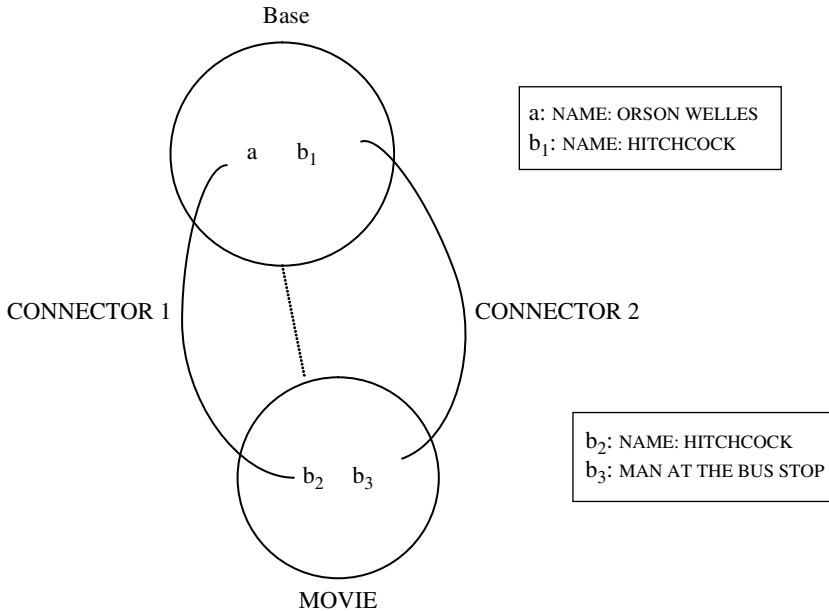 Base
a: NAME: ORSON WELLES
b₁: NAME: HITCHCOCK
a b₁
CONNECTOR 1
CONNECTOR 2
b₂: NAME: HITCHCOCK
b₃: MAN AT THE BUS STOP
b₂ b₃
MOVIE